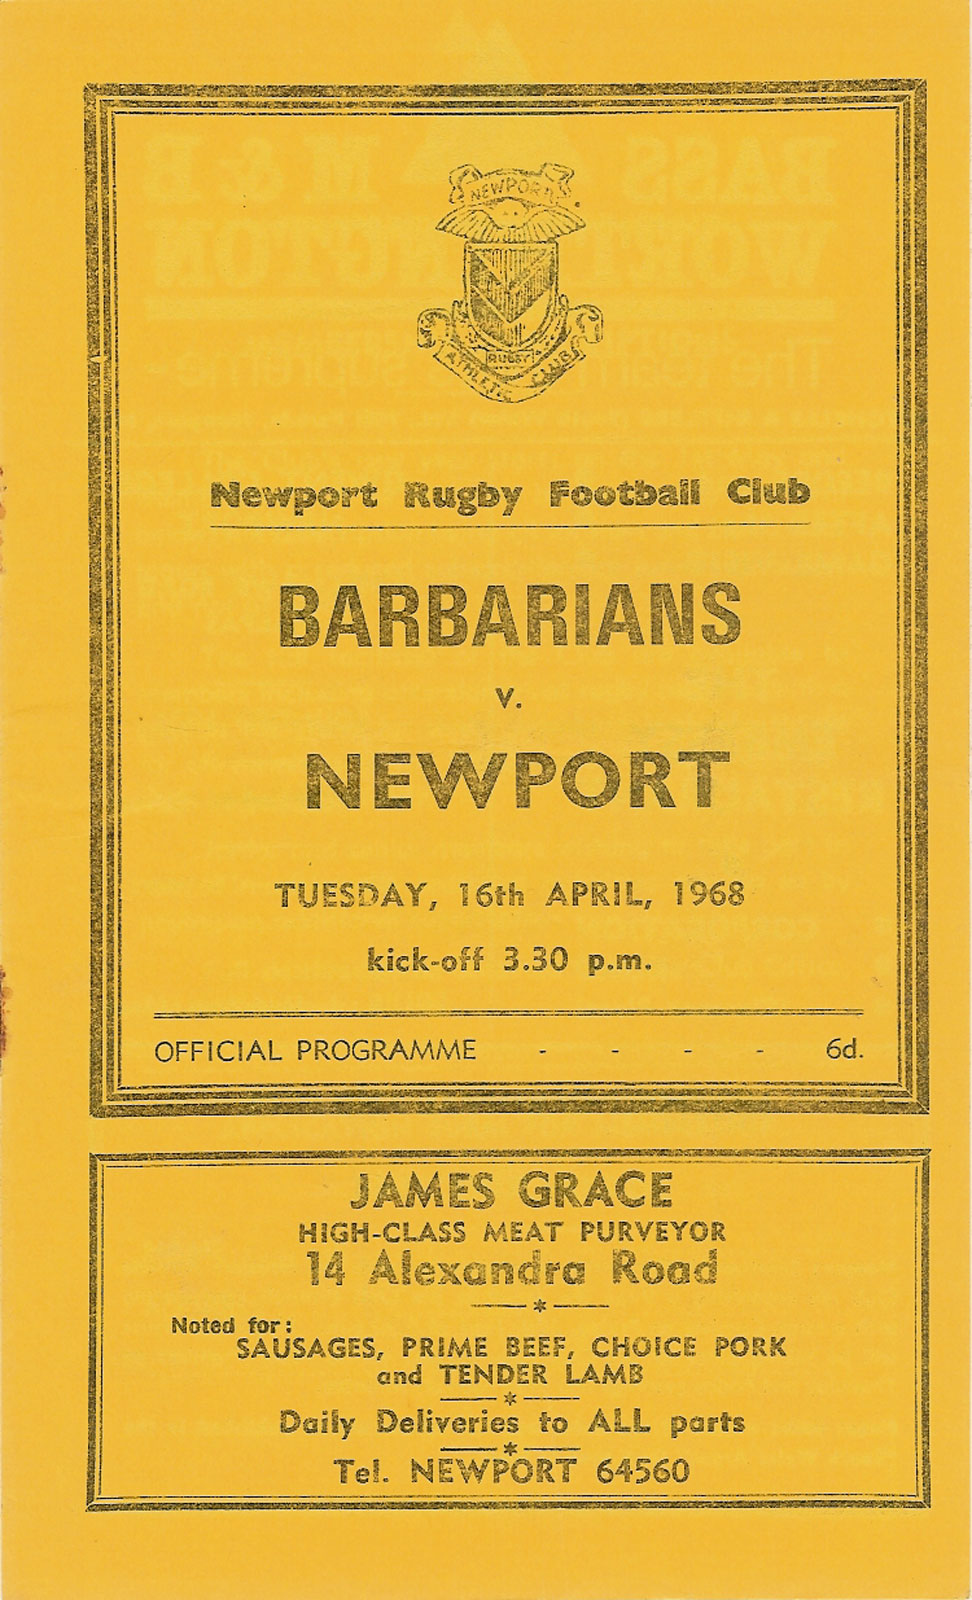 NEWPORT
RUGBY
ATHLETIC CLUB
Newport Rugby Football Club
BARBARIANS
v.
NEWPORT
TUESDAY, 16th APRIL, 1968
kick-off 3.30 p.m.
OFFICIAL PROGRAMME - - - - 6d.
JAMES GRACE
HIGH-CLASS MEAT PURVEYOR
14 Alexandra Road
Noted for:
SAUSAGES, PRIME BEEF, CHOICE PORK
and TENDER LAMB
Daily Deliveries to ALL parts
Tel. NEWPORT 64560